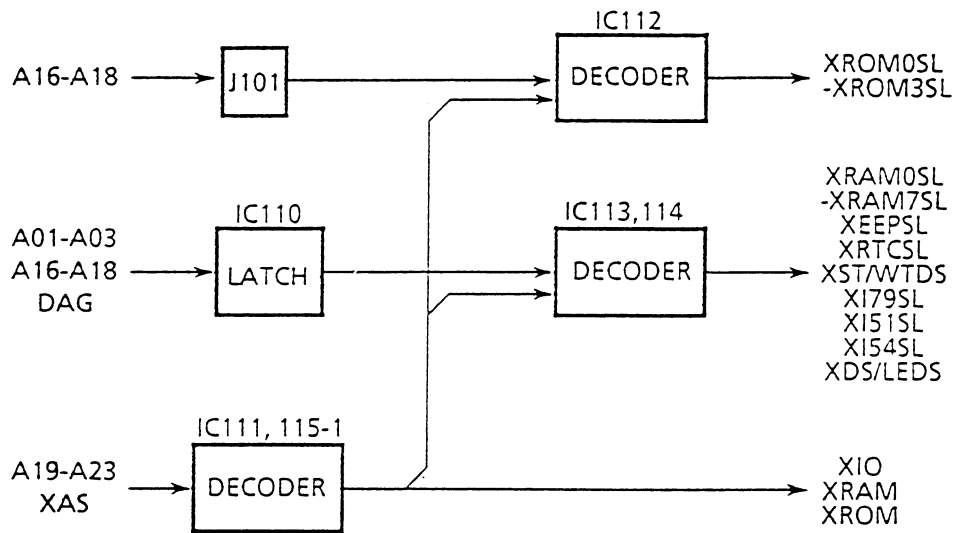 IC112
A16-A18
J101
DECODER
XROM0SL
-XROM3SL
IC110
IC113,114
A01-A03
A16-A18
DAG
LATCH
DECODER
XRAM0SL
-XRAM7SL
XEEPSL
XRTCSL
XST/WTDS
XI79SL
XI51SL
XI54SL
XDS/LEDS
IC111, 115-1
A19-A23
XAS
DECODER
XIO
XRAM
XROM